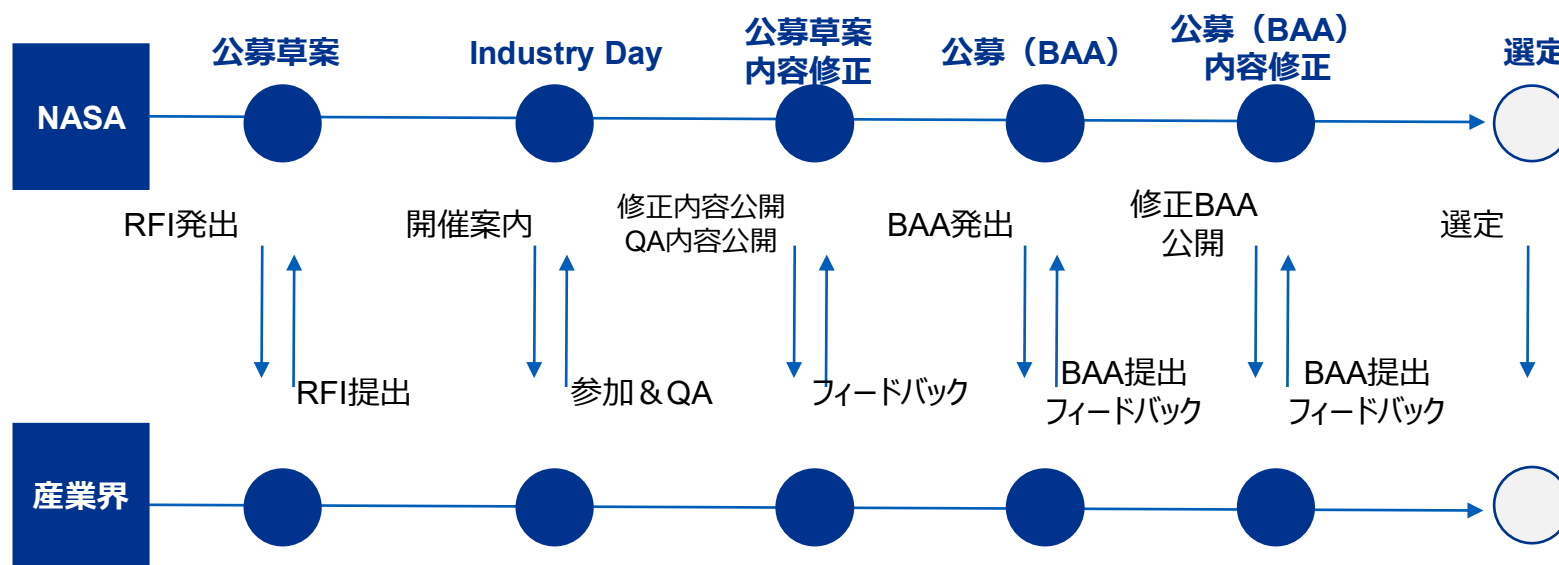 公募草案
Industry Day
公募草案
内容修正
公募（BAA）
公募（BAA）
内容修正
選定
NASA
RFI発出
開催案内
修正内容公開
QA内容公開
BAA発出
修正BAA
公開
選定
RFI提出
参加＆QA
フィードバック
BAA提出
フィードバック
BAA提出
フィードバック
産業界